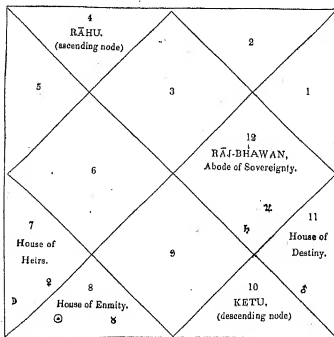 4
RĀHU.
(ascending node)
2
5
3
1
12
RĀJ-BHAWAN,
Abode of Sovereignty.
6
♃
♄
7
House of
Heirs.
11
House of
Destiny.
9
♀
☽
8
House of Enmity.
☉
♉
10
KETU,
(descending node)
♂